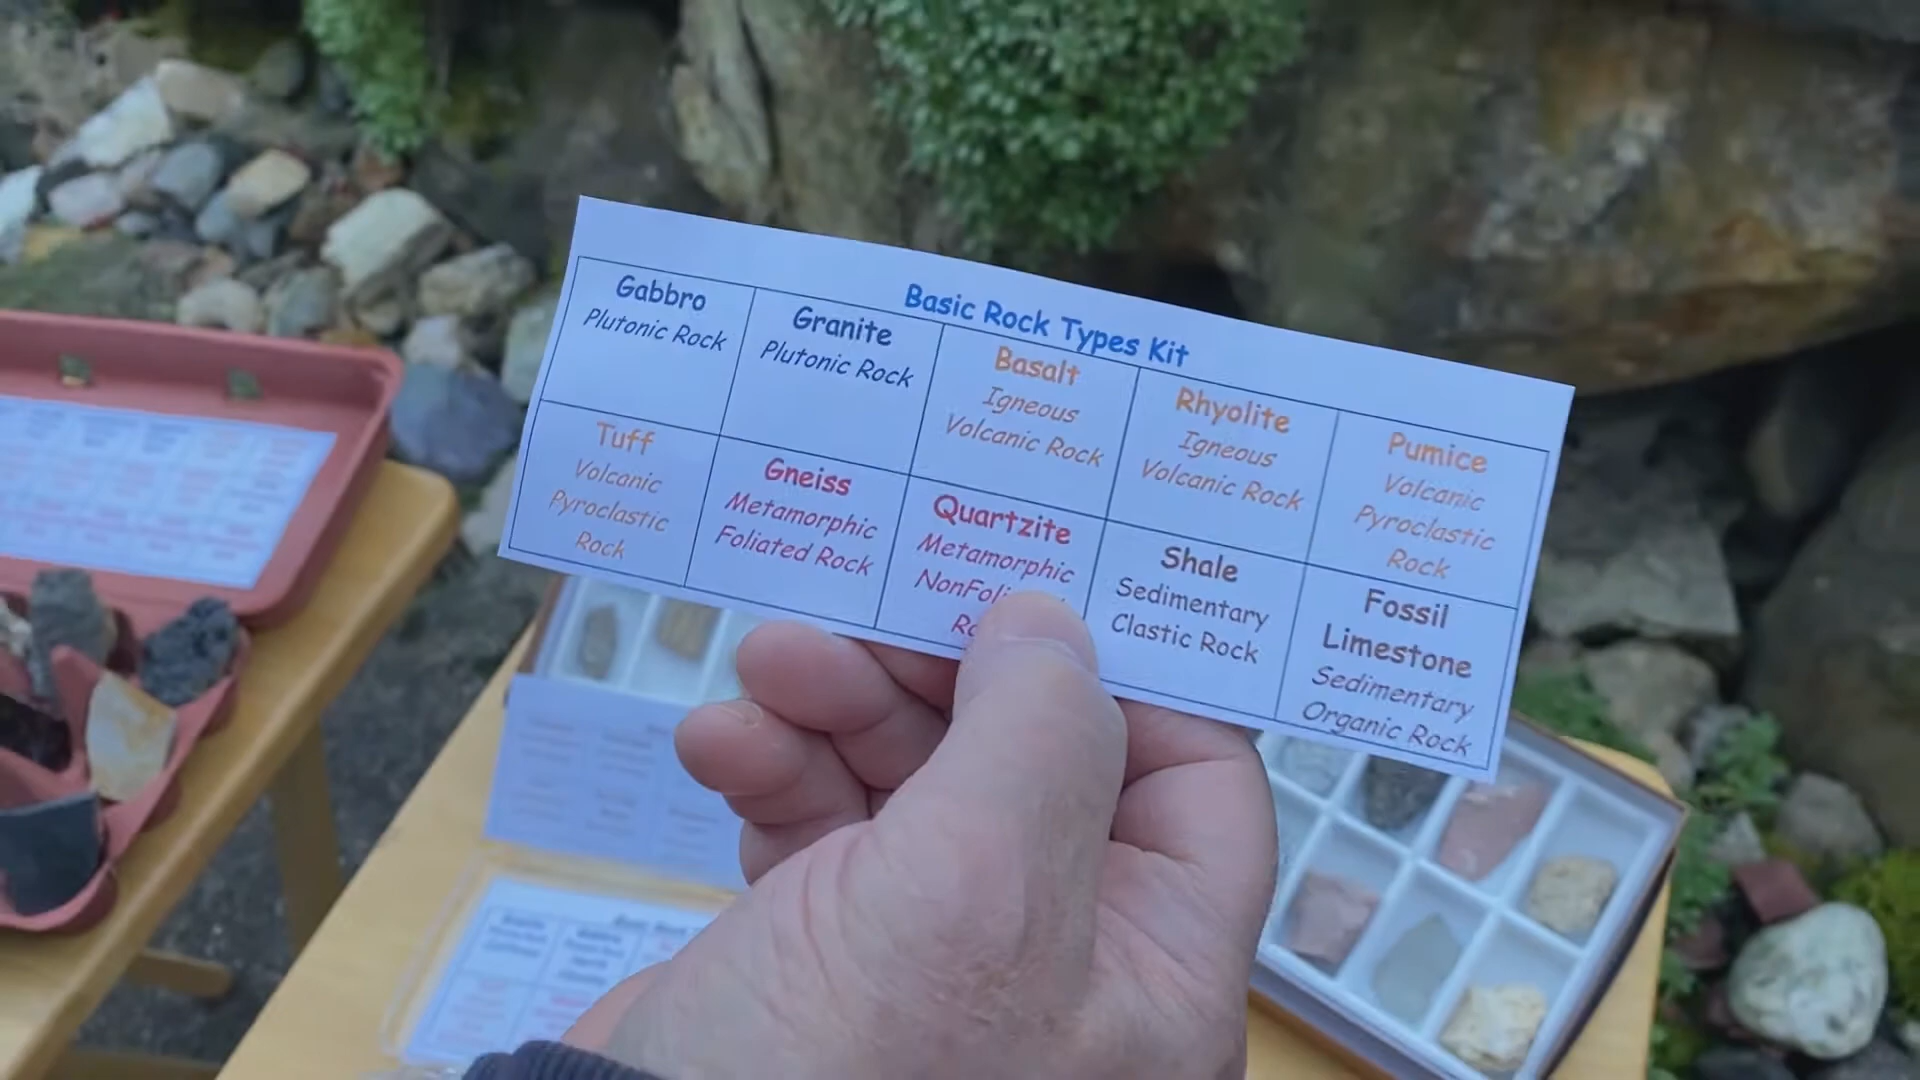 Basic Rock Types Kit
Gabbro
Plutonic Rock
Granite
Plutonic Rock
Basalt
Igneous
Volcanic Rock
Rhyolite
Igneous
Volcanic Rock
Pumice
Volcanic
Pyroclastic
Rock
Tuff
Volcanic
Pyroclastic
Rock
Gneiss
Metamorphic
Foliated Rock
Quartzite
Metamorphic
Shale
Sedimentary
Clastic Rock
Fossil
Limestone
Sedimentary
Organic Rock